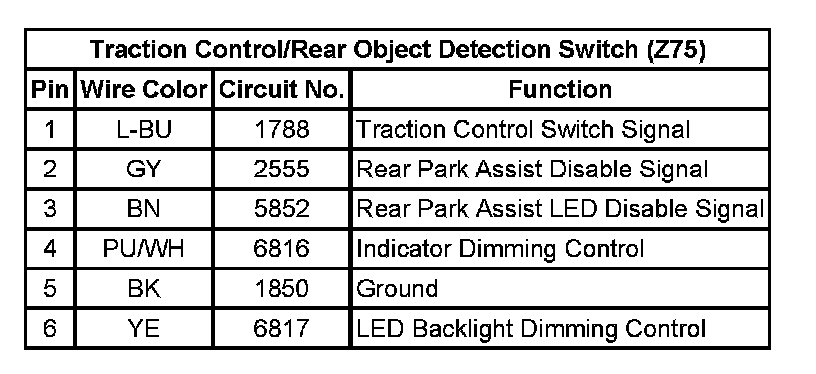 Traction Control/Rear Object Detection Switch (Z75)
Pin Wire Color Circuit No. Function
1 L-BU 1788 Traction Control Switch Signal
2 GY 2555 Rear Park Assist Disable Signal
3 BN 5852 Rear Park Assist LED Disable Signal
4 PU/WH 6816 Indicator Dimming Control
5 BK 1850 Ground
6 YE 6817 LED Backlight Dimming Control